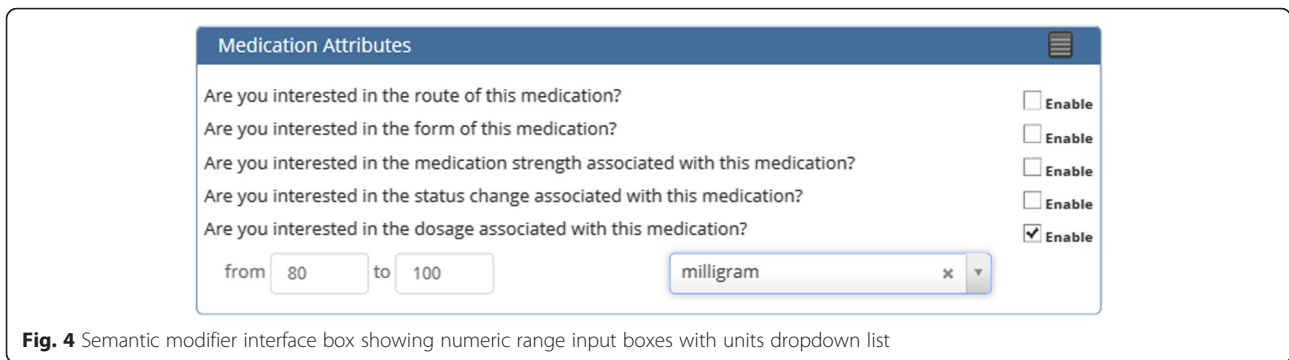 Medication Attributes
Are you interested in the route of this medication? Enable
Are you interested in the form of this medication? Enable
Are you interested in the medication strength associated with this medication? Enable
Are you interested in the status change associated with this medication? Enable
Are you interested in the dosage associated with this medication? Enable
from 80 to 100 milligram
Fig. 4 Semantic modifier interface box showing numeric range input boxes with units dropdown list